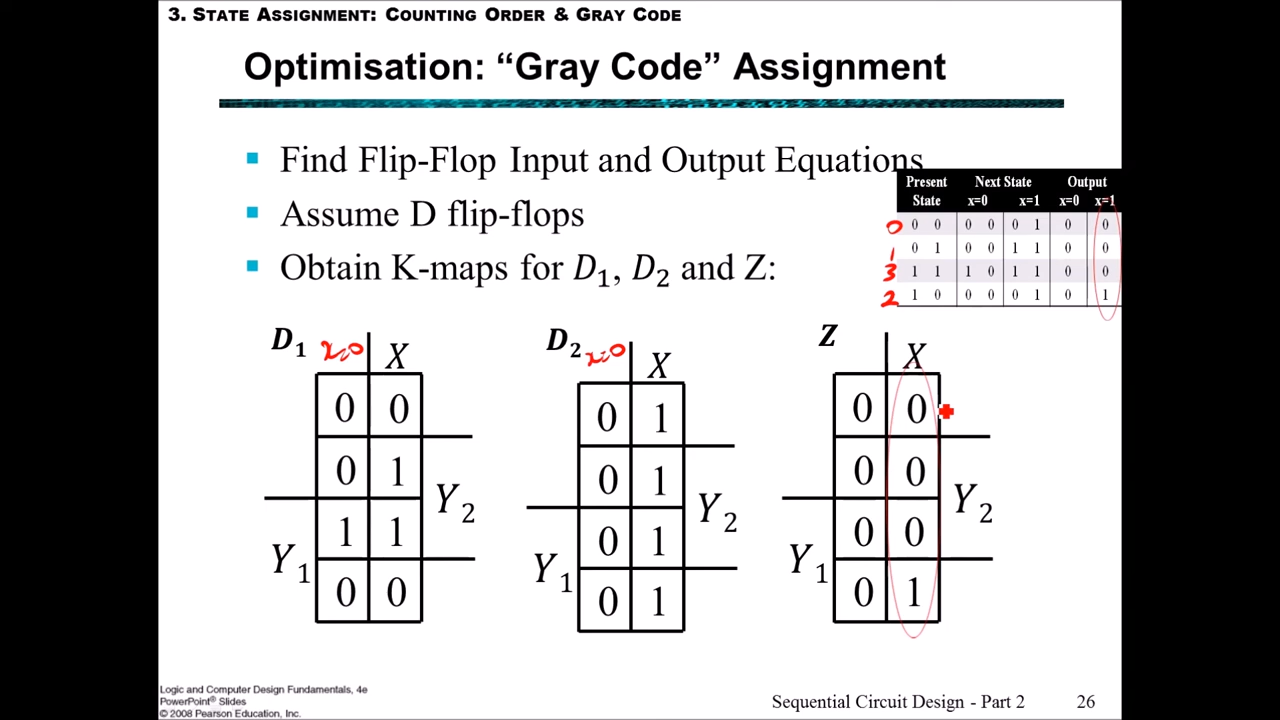 3. STATE ASSIGNMENT: COUNTING ORDER & GRAY CODE
Optimisation: “Gray Code” Assignment
Find Flip-Flop Input and Output Equations
Assume D flip-flops
Obtain K-maps for D₁, D₂ and Z:
Present Next State Output
State x=0 x=1 x=0 x=1
0 0 0 0 0 0 1 0 0
1 0 1 0 0 1 1 0 0
3 1 1 1 0 1 1 0 0
2 1 0 0 0 0 1 0 1
D₁ x=0 X
0 0
0 1
Y₂
1 1
Y₁
0 0
D₂ x=0 X
0 1
0 1
Y₂
0 1
Y₁
0 1
Z X
0 0
0 0
Y₂
0 0
Y₁
0 1
Logic and Computer Design Fundamentals, 4e
PowerPoint® Slides
© 2008 Pearson Education, Inc.
Sequential Circuit Design - Part 2 26